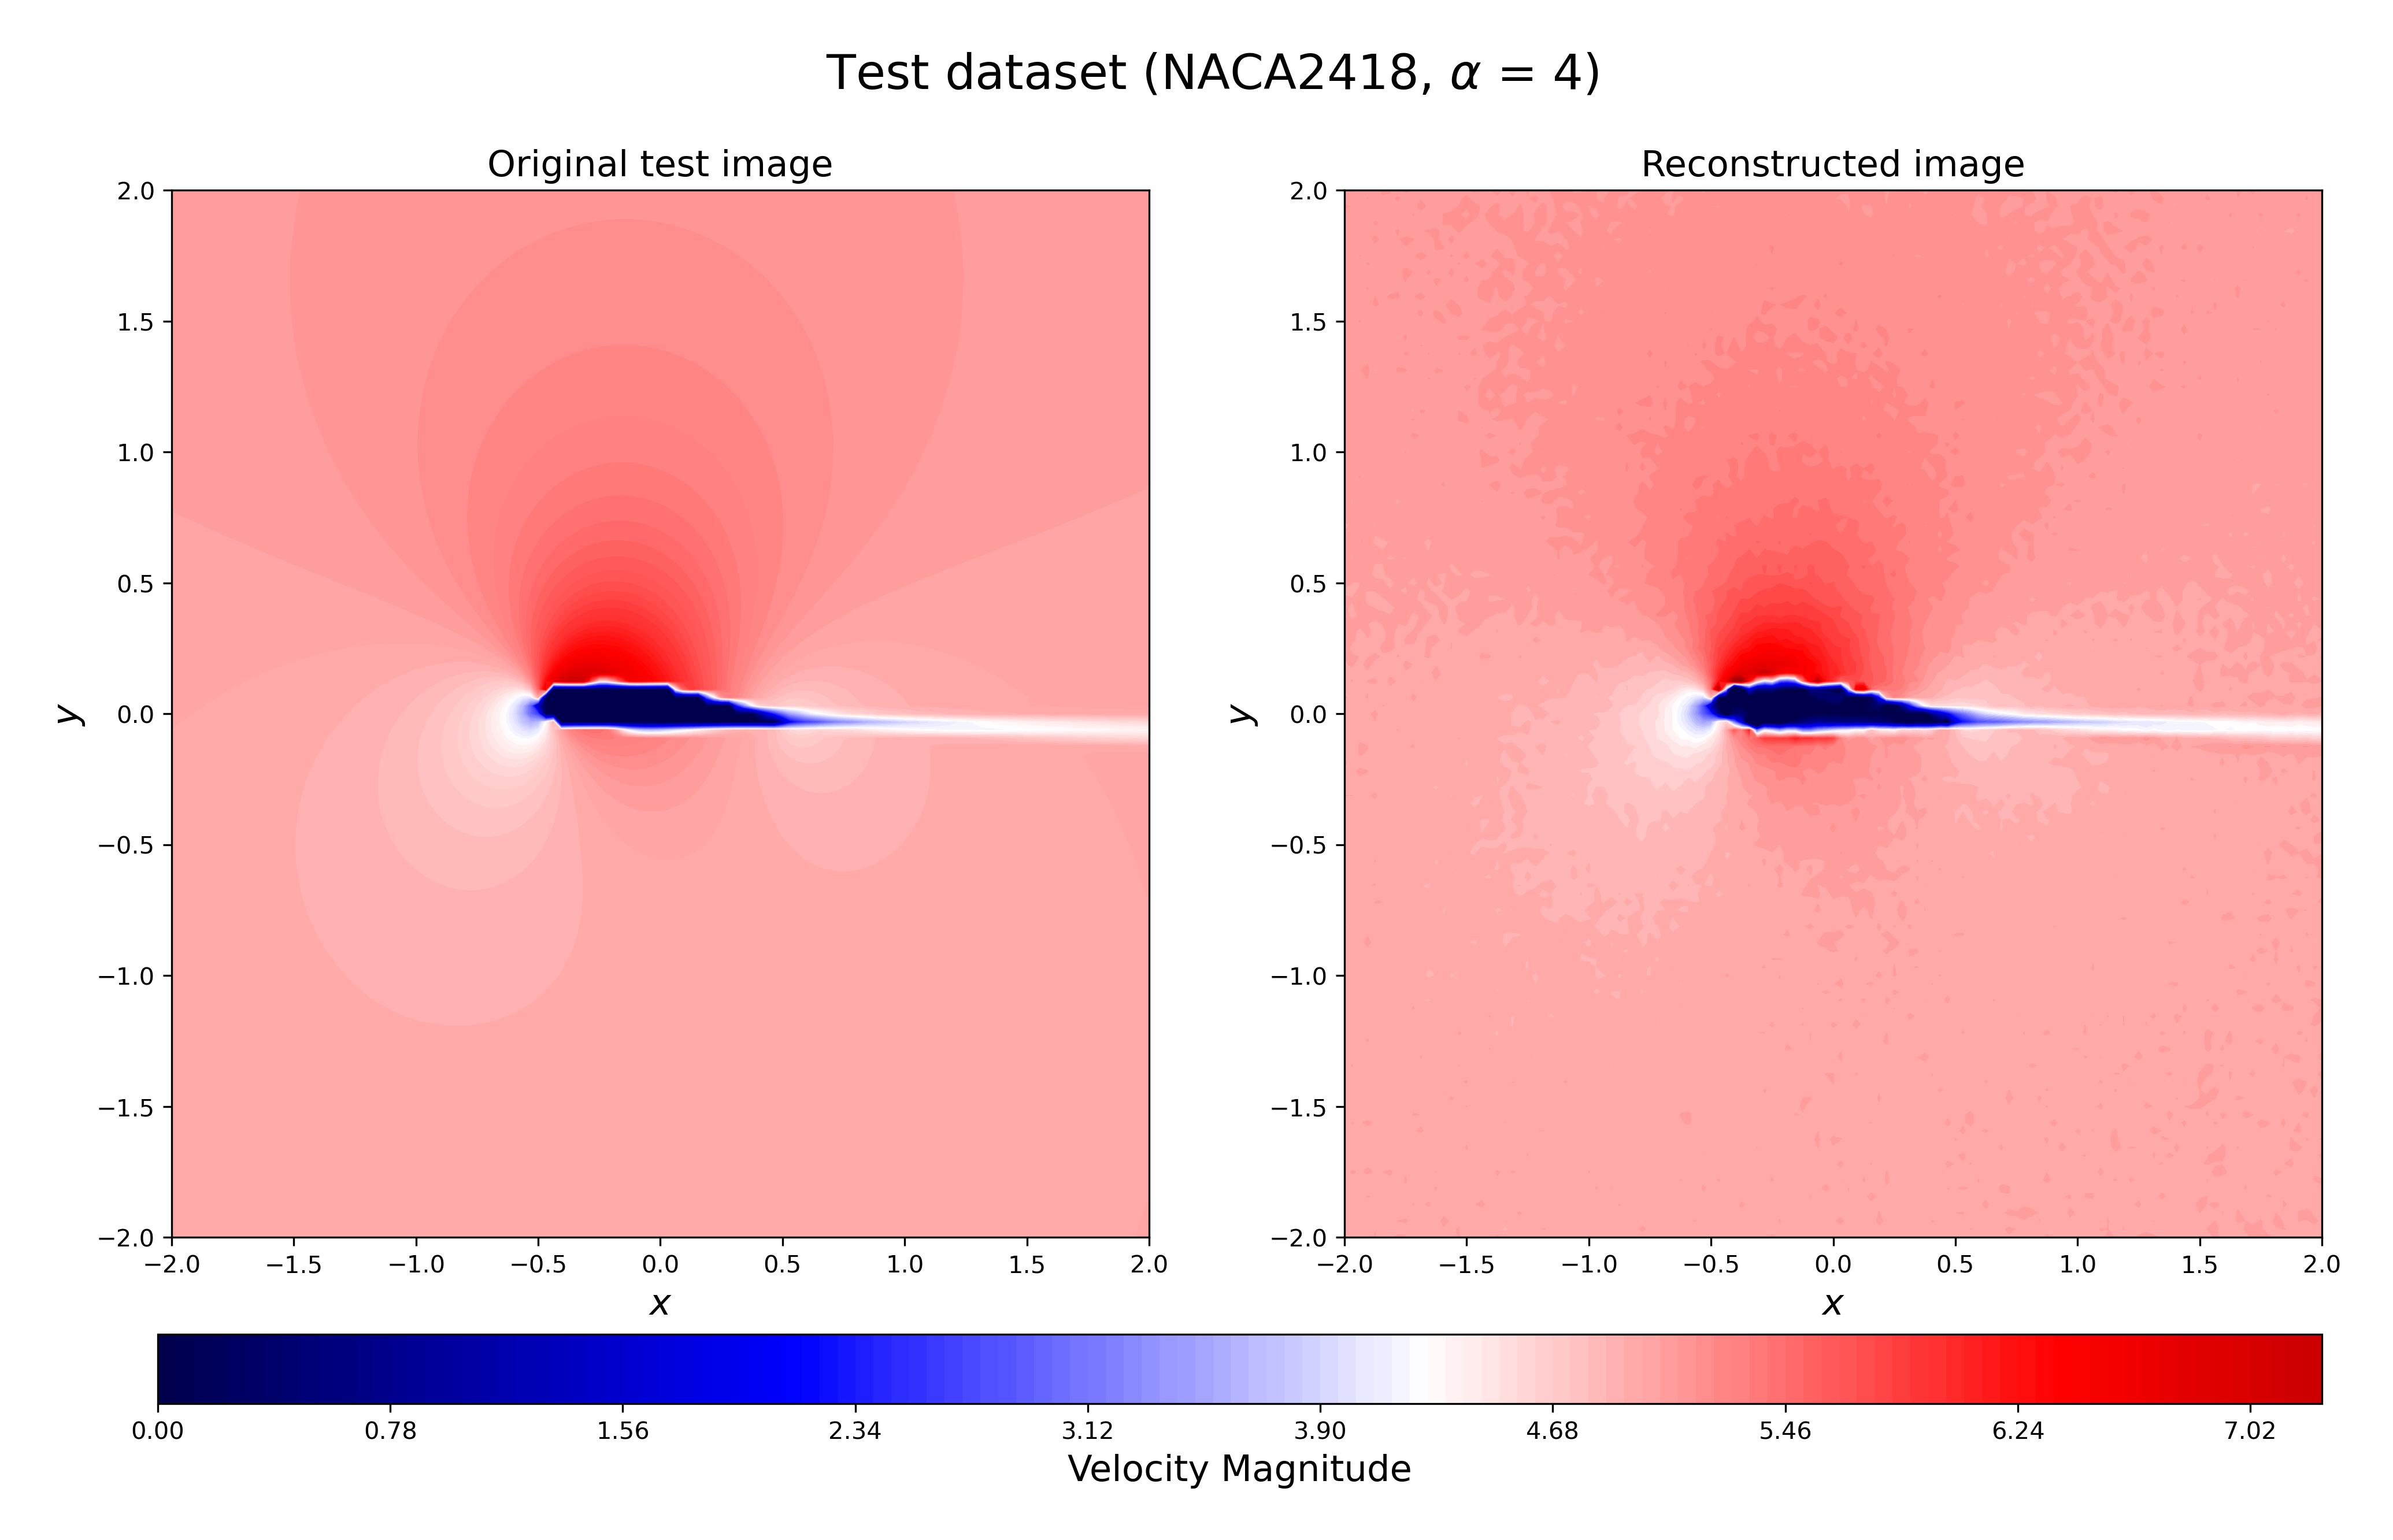 Test dataset (NACA2418, α = 4)
Original test image
2.0
1.5
1.0
0.5
0.0
−0.5
−1.0
−1.5
−2.0
y
−2.0 −1.5 −1.0 −0.5 0.0 0.5 1.0 1.5 2.0
x
Reconstructed image
2.0
1.5
1.0
0.5
0.0
−0.5
−1.0
−1.5
−2.0
y
−2.0 −1.5 −1.0 −0.5 0.0 0.5 1.0 1.5 2.0
x
0.00 0.78 1.56 2.34 3.12 3.90 4.68 5.46 6.24 7.02
Velocity Magnitude